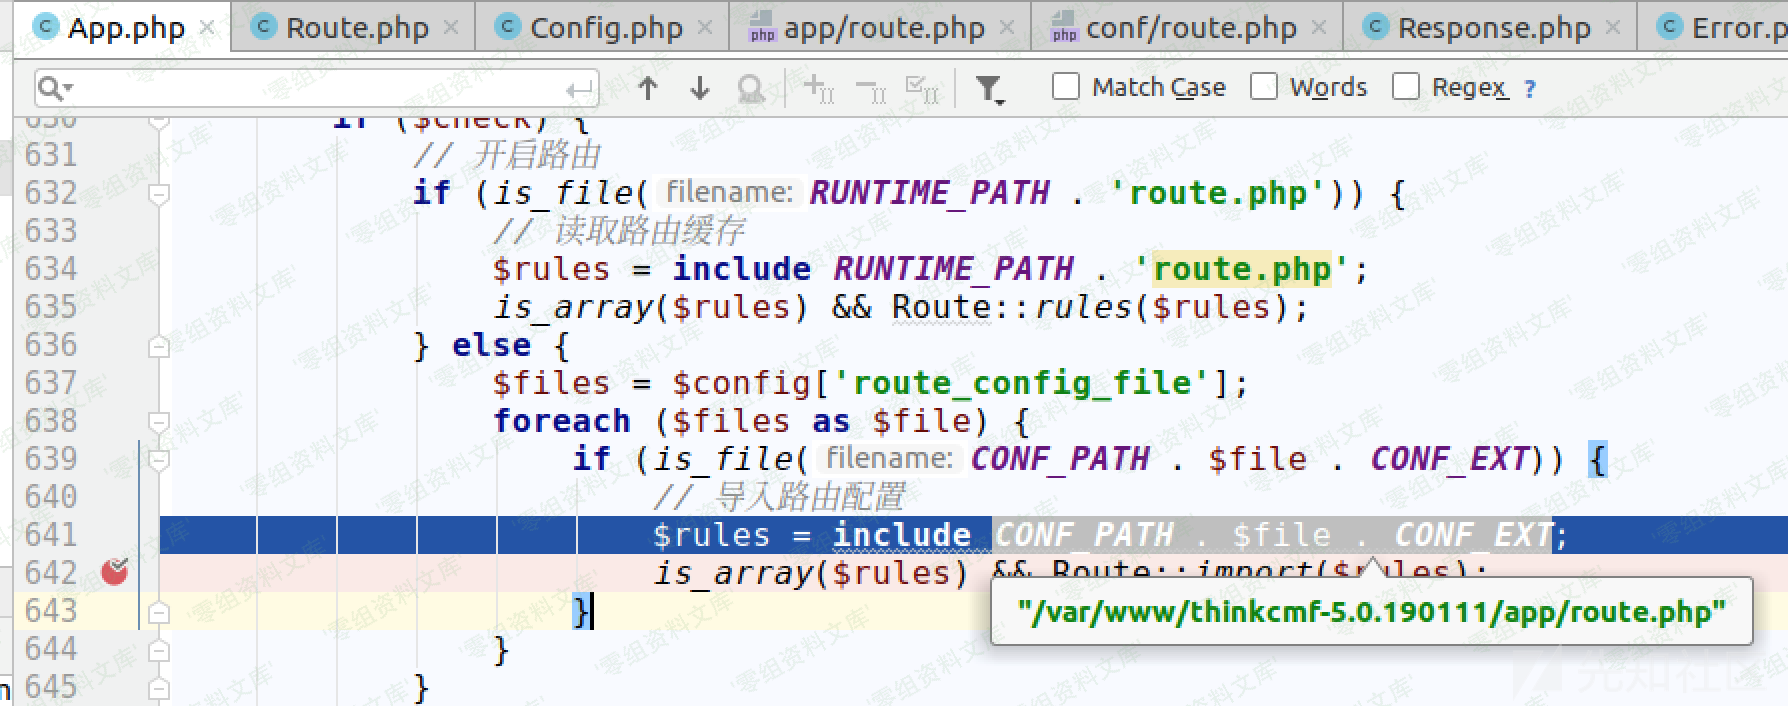 App.php
Route.php
Config.php
php app/route.php
php conf/route.php
Response.php
Error.p
Match Case
Words
Regex ?
630 if ($check) {
631 // 开启路由
632 if (is_file( filename: RUNTIME_PATH . 'route.php')) {
633 // 读取路由缓存
634 $rules = include RUNTIME_PATH . 'route.php';
635 is_array($rules) && Route::rules($rules);
636 } else {
637 $files = $config['route_config_file'];
638 foreach ($files as $file) {
639 if (is_file( filename: CONF_PATH . $file . CONF_EXT)) {
640 // 导入路由配置
641 $rules = include CONF_PATH . $file . CONF_EXT;
642 is_array($rules) && Route::import($rules);
643 }
"/var/www/thinkcmf-5.0.190111/app/route.php"
644 }
645 }
零组资料文库
先知社区